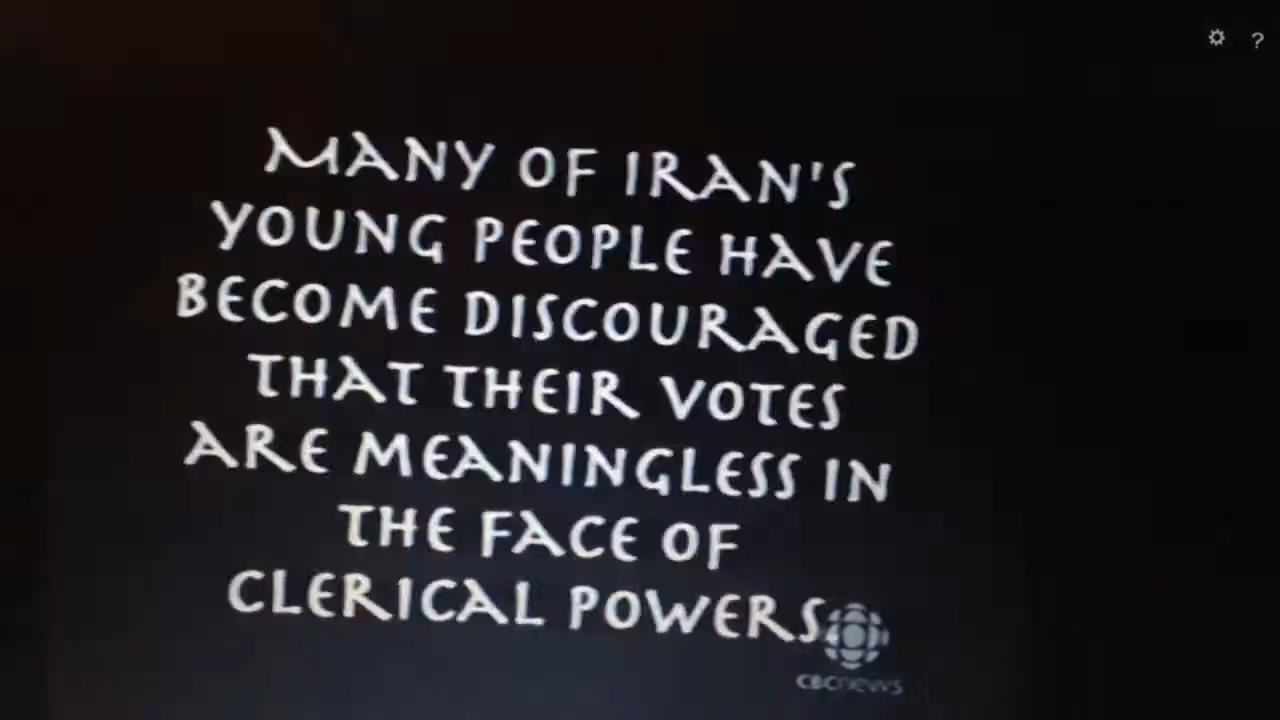 ?
MANY OF IRAN'S
YOUNG PEOPLE HAVE
BECOME DISCOURAGED
THAT THEIR VOTES
ARE MEANINGLESS IN
THE FACE OF
CLERICAL POWERS.
CBCnews